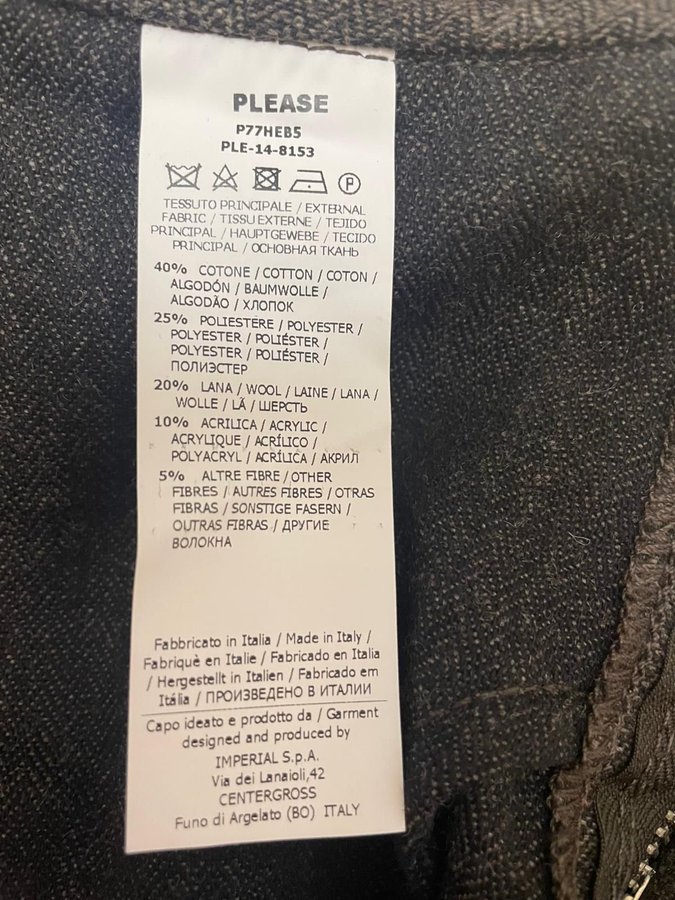 PLEASE
P77HEB5
PLE-14-8153
P
TESSUTO PRINCIPALE / EXTERNAL
FABRIC / TISSU EXTERNE / TEJIDO
PRINCIPAL / HAUPTGEWEBE / TECIDO
PRINCIPAL / ОСНОВНАЯ ТКАНЬ
40% COTONE / COTTON / COTON /
ALGODÓN / BAUMWOLLE /
ALGODÃO / ХЛОПОК
25% POLIESTERE / POLYESTER /
POLYESTER / POLIÉSTER /
POLYESTER / POLIÉSTER /
ПОЛИЭСТЕР
20% LANA / WOOL / LAINE / LANA /
WOLLE / LÃ / ШЕРСТЬ
10% ACRILICA / ACRYLIC /
ACRYLIQUE / ACRÍLICO /
POLYACRYL / ACRÍLICA / АКРИЛ
5% ALTRE FIBRE / OTHER
FIBRES / AUTRES FIBRES / OTRAS
FIBRAS / SONSTIGE FASERN /
OUTRAS FIBRAS / ДРУГИЕ
ВОЛОКНА
Fabbricato in Italia / Made in Italy /
Fabriquè en Italie / Fabricado en Italia
/ Hergestellt in Italien / Fabricado em
Itália / ПРОИЗВЕДЕНО В ИТАЛИИ
Capo ideato e prodotto da / Garment
designed and produced by
IMPERIAL S.p.A.
Via dei Lanaioli,42
CENTERGROSS
Funo di Argelato (BO) ITALY